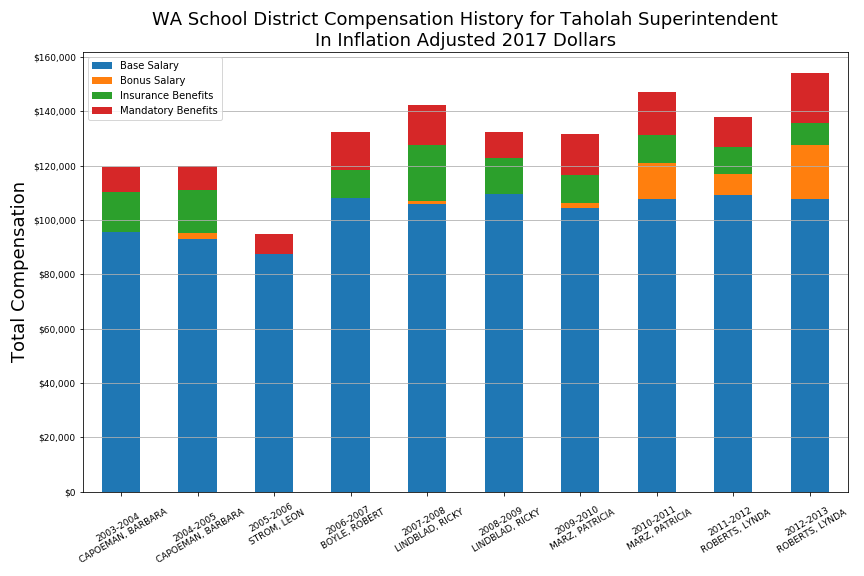 WA School District Compensation History for Taholah Superintendent
In Inflation Adjusted 2017 Dollars
Base Salary
Bonus Salary
Insurance Benefits
Mandatory Benefits
Total Compensation
$160,000
$140,000
$120,000
$100,000
$80,000
$60,000
$40,000
$20,000
$0
2003-2004
CAPOEMAN, BARBARA
2004-2005
CAPOEMAN, BARBARA
2005-2006
STROM, LEON
2006-2007
BOYLE, ROBERT
2007-2008
LINDBLAD, RICKY
2008-2009
LINDBLAD, RICKY
2009-2010
MARZ, PATRICIA
2010-2011
MARZ, PATRICIA
2011-2012
ROBERTS, LYNDA
2012-2013
ROBERTS, LYNDA